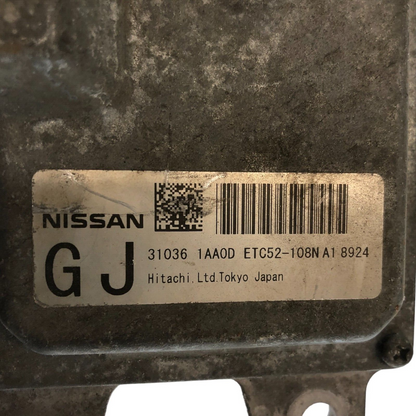 NISSAN
GJ
31036 1AA0D ETC52-108N A1 8924
Hitachi.Ltd.Tokyo Japan